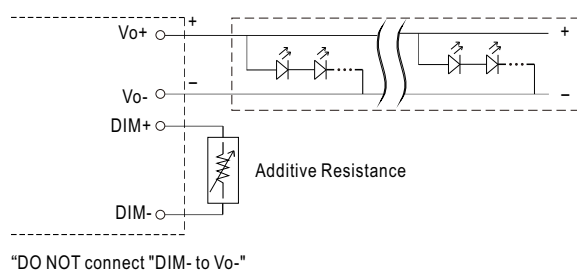 +
Vo+
+
−
Vo-
−
DIM+
Additive Resistance
DIM-
“DO NOT connect "DIM- to Vo-"